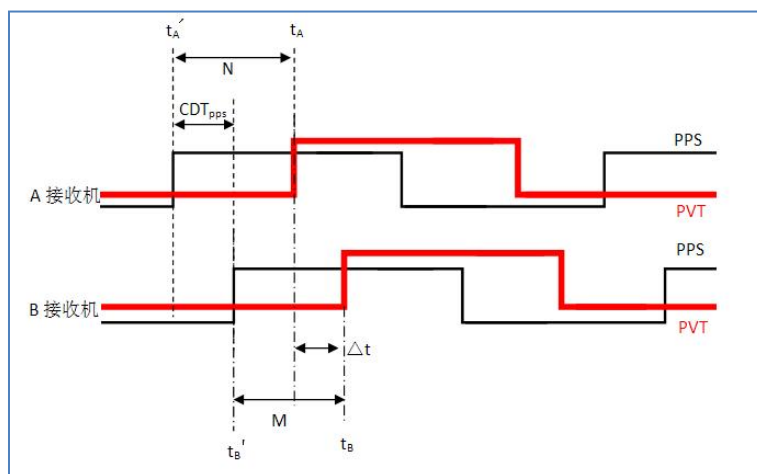 tA′ tA
N
CDTpps
PPS
A 接收机
PVT
PPS
B 接收机
PVT
△t
M
tB' tB